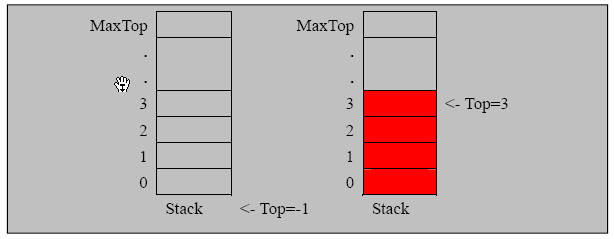 MaxTop MaxTop
. .
. .
3 3 <- Top=3
2 2
1 1
0 0
Stack <- Top=-1 Stack